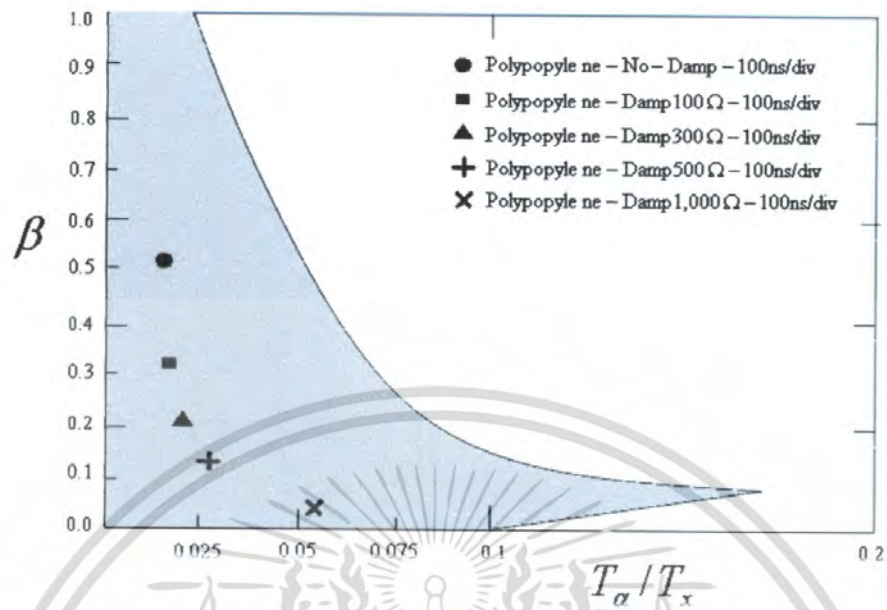 1.0
0.9
0.8
0.7
0.6
0.5
0.4
0.3
0.2
0.1
0.0
β
Polypopyle ne – No – Damp – 100ns/div
Polypopyle ne – Damp100 Ω – 100ns/div
Polypopyle ne – Damp300 Ω – 100ns/div
Polypopyle ne – Damp500 Ω – 100ns/div
Polypopyle ne – Damp1,000 Ω – 100ns/div
0.025 0.05 0.075 0.1 0.2
Tα/Tx